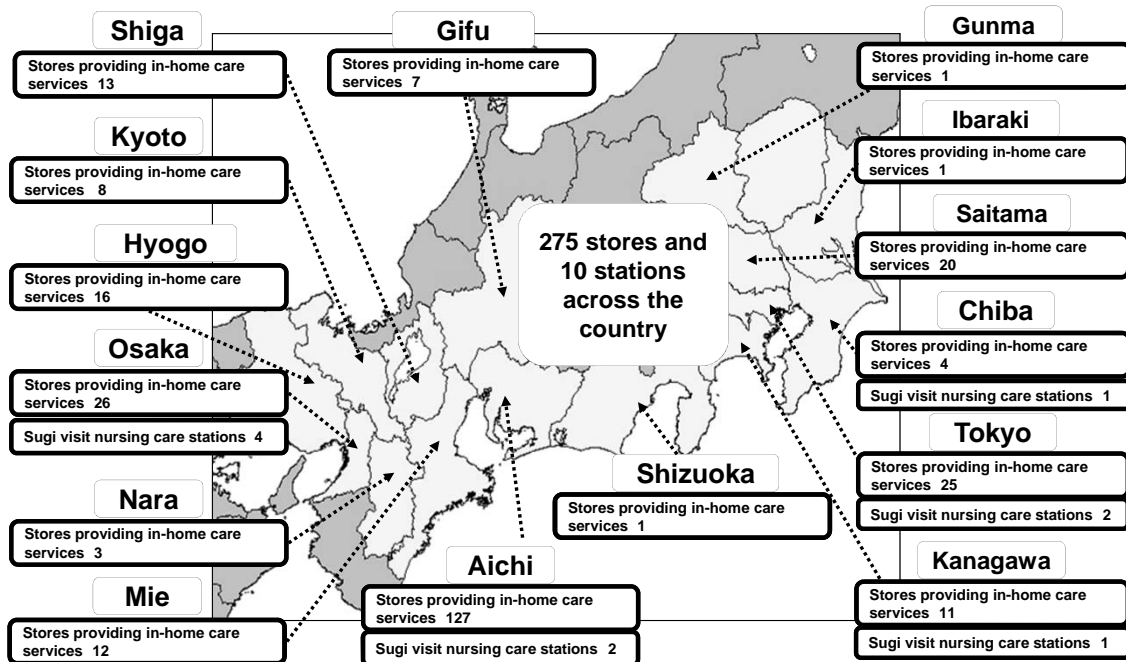 Shiga
Stores providing in-home care
services 13
Kyoto
Stores providing in-home care
services 8
Hyogo
Stores providing in-home care
services 16
Osaka
Stores providing in-home care
services 26
Sugi visit nursing care stations 4
Nara
Stores providing in-home care
services 3
Mie
Stores providing in-home care
services 12
Gifu
Stores providing in-home care
services 7
275 stores and
10 stations
across the
country
Aichi
Stores providing in-home care
services 127
Sugi visit nursing care stations 2
Shizuoka
Stores providing in-home care
services 1
Gunma
Stores providing in-home care
services 1
Ibaraki
Stores providing in-home care
services 1
Saitama
Stores providing in-home care
services 20
Chiba
Stores providing in-home care
services 4
Sugi visit nursing care stations 1
Tokyo
Stores providing in-home care
services 25
Sugi visit nursing care stations 2
Kanagawa
Stores providing in-home care
services 11
Sugi visit nursing care stations 1